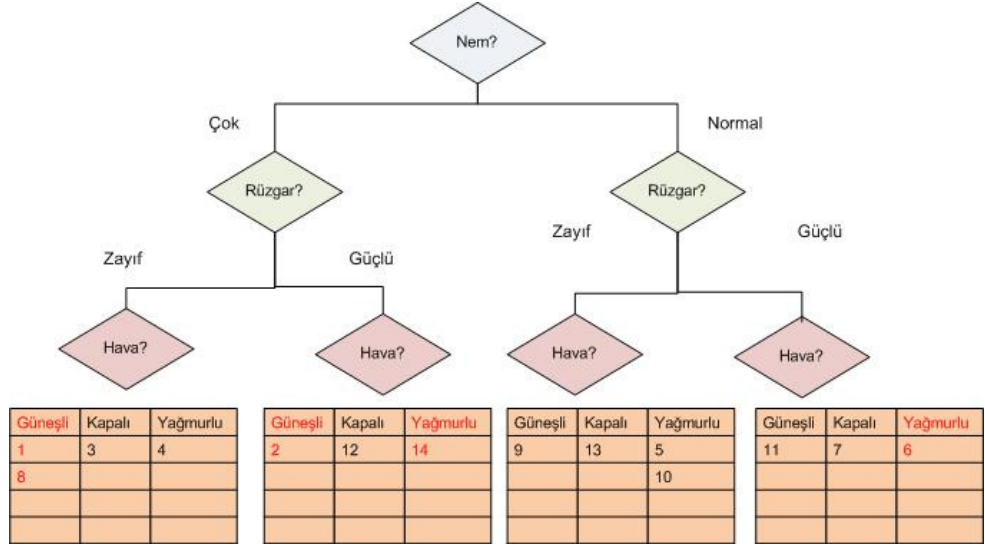 Nem?
Çok
Normal
Rüzgar?
Rüzgar?
Zayıf
Güçlü
Zayıf
Güçlü
Hava?
Hava?
Hava?
Hava?
Güneşli Kapalı Yağmurlu
1 3 4
8
Güneşli Kapalı Yağmurlu
2 12 14
Güneşli Kapalı Yağmurlu
9 13 5
10
Güneşli Kapalı Yağmurlu
11 7 6